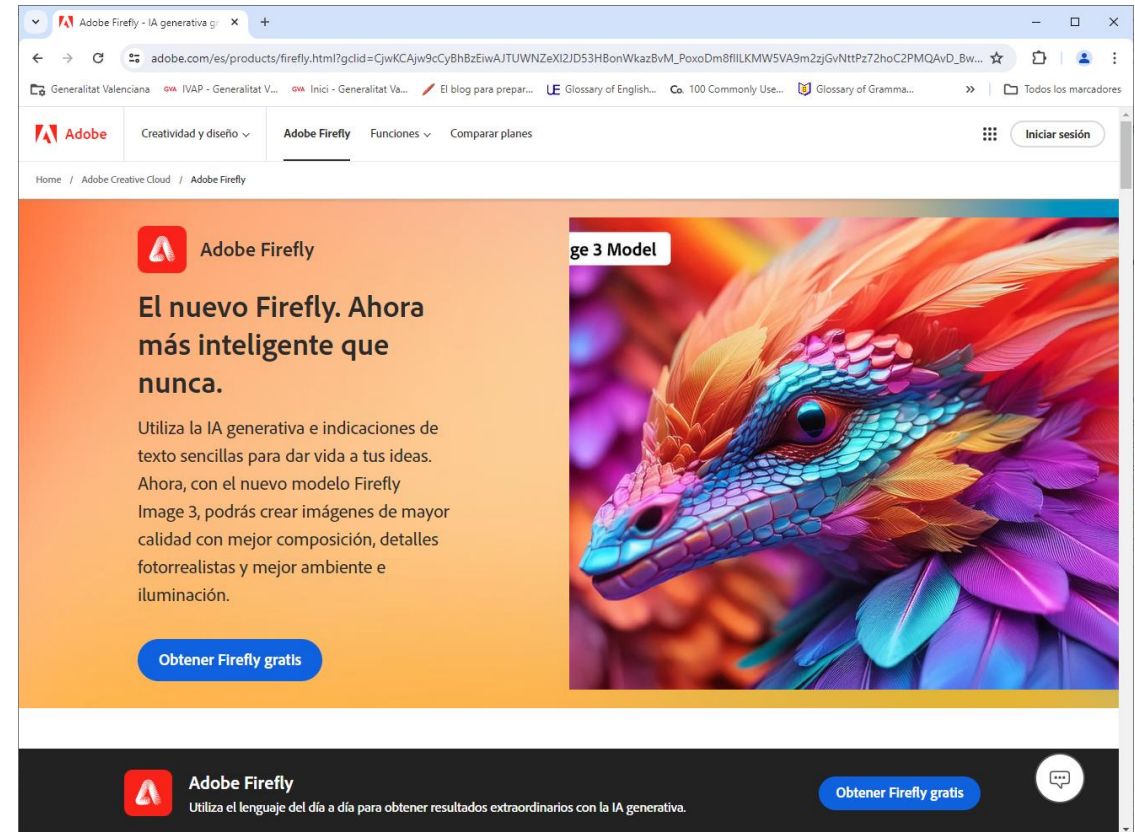 Adobe Firefly - IA generativa gr
adobe.com/es/products/firefly.html?gclid=CjwKCAjw9cCyBhBzEiwAJTUWNZeXI2JD53HBonWkazBvM_PoxoDm8fIlLKMW5VA9m2zjGvNttPz72hoC2PMQAvD_Bw...
Generalitat Valenciana GVA IVAP - Generalitat V... GVA Inici - Generalitat Va... El blog para prepar... UE Glossary of English... Co. 100 Commonly Use... Glossary of Gramma... » Todos los marcadores
Adobe Creatividad y diseño Adobe Firefly Funciones Comparar planes Iniciar sesión
Home / Adobe Creative Cloud / Adobe Firefly
Adobe Firefly
ge 3 Model
El nuevo Firefly. Ahora
más inteligente que
nunca.
Utiliza la IA generativa e indicaciones de
texto sencillas para dar vida a tus ideas.
Ahora, con el nuevo modelo Firefly
Image 3, podrás crear imágenes de mayor
calidad con mejor composición, detalles
fotorrealistas y mejor ambiente e
iluminación.
Obtener Firefly gratis
Adobe Firefly
Utiliza el lenguaje del día a día para obtener resultados extraordinarios con la IA generativa.
Obtener Firefly gratis